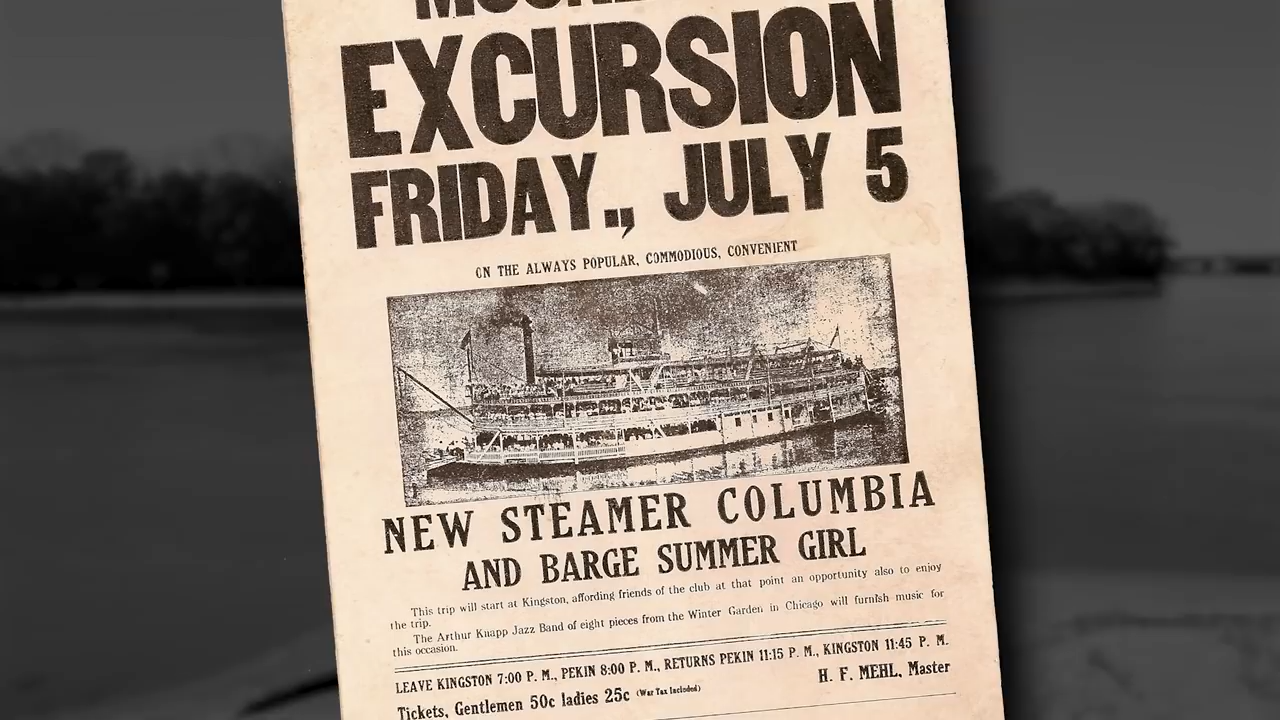 EXCURSION
FRIDAY., JULY 5
ON THE ALWAYS POPULAR, COMMODIOUS, CONVENIENT
NEW STEAMER COLUMBIA
AND BARGE SUMMER GIRL
This trip will start at Kingston, affording friends of the club at that point an opportunity also to enjoy
the trip.
The Arthur Knapp Jazz Band of eight pieces from the Winter Garden in Chicago will furnish music for
this occasion.
LEAVE KINGSTON 7:00 P. M., PEKIN 8:00 P. M., RETURNS PEKIN 11:15 P. M., KINGSTON 11:45 P. M.
Tickets, Gentlemen 50c ladies 25c (War Tax Included)
H. F. MEHL, Master